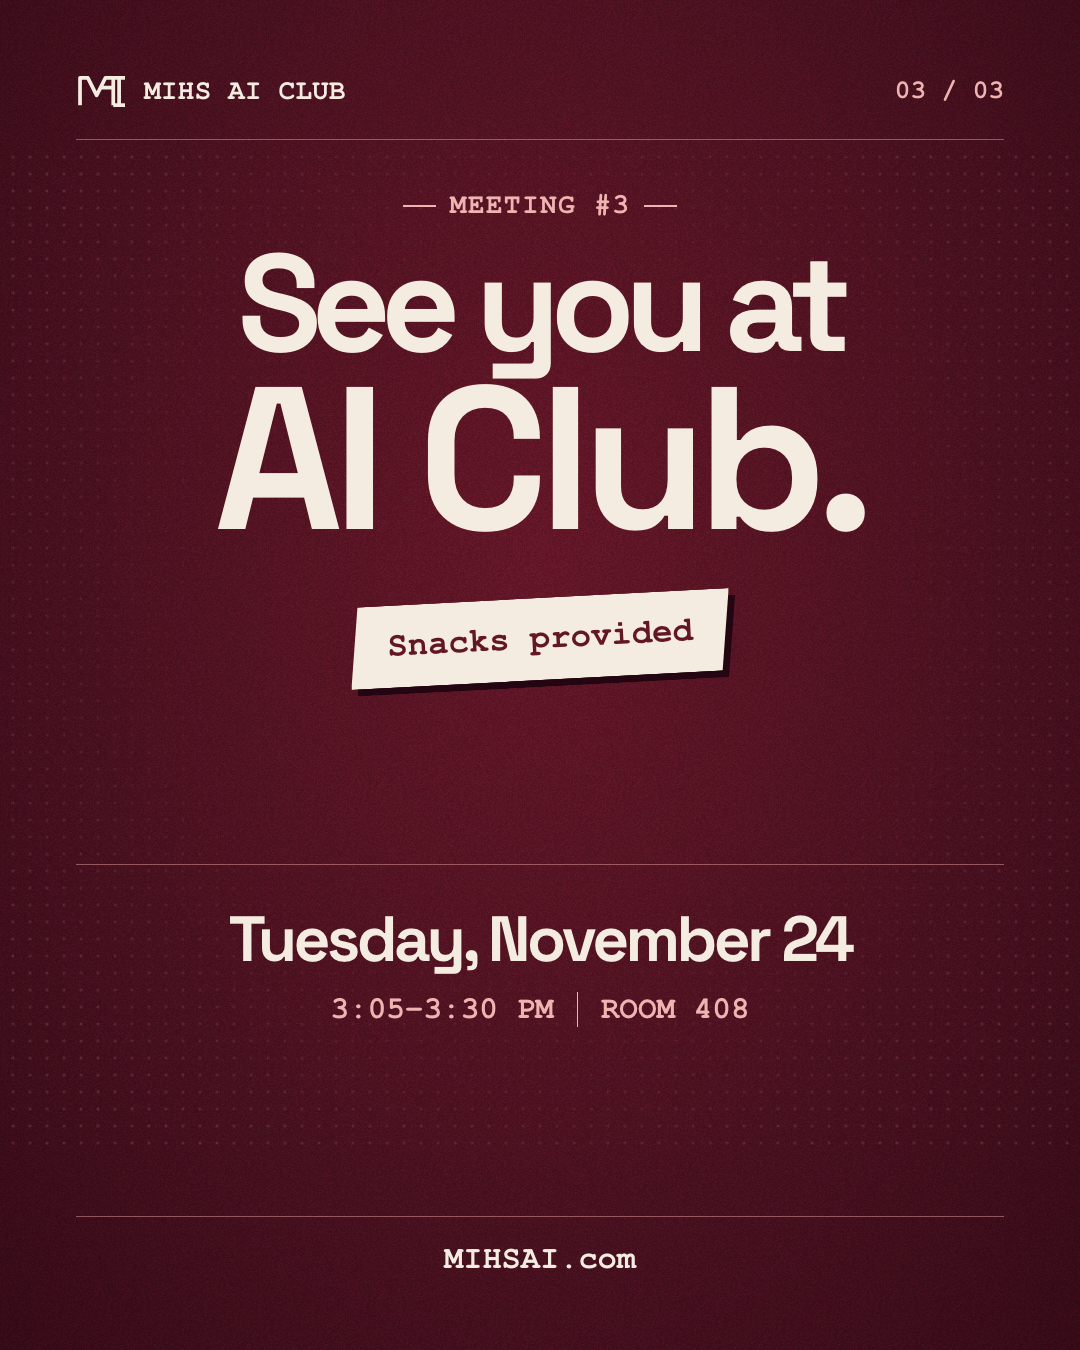 MIHS AI CLUB
03 / 03
MEETING #3
See you at
AI Club.
Snacks provided
Tuesday, November 24
3:05–3:30 PM | ROOM 408
MIHSAI.com